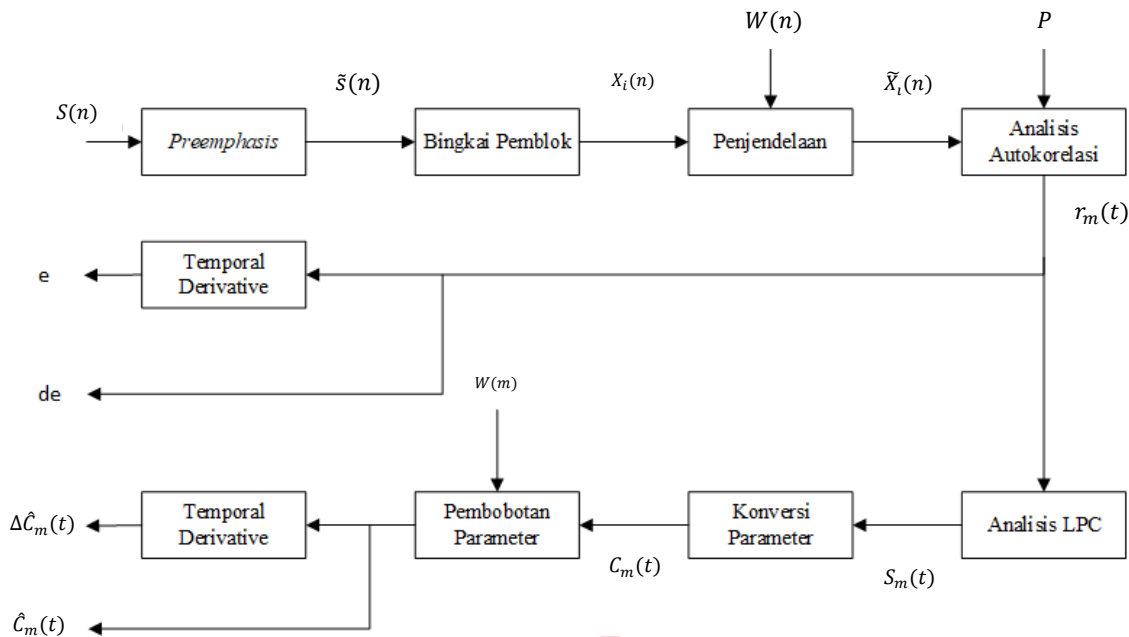 W(n)
P
S(n)
s̃(n)
X_i(n)
X̃_ι(n)
Preemphasis
Bingkai Pemblok
Penjendelaan
Analisis
Autokorelasi
r_m(t)
e
Temporal
Derivative
de
W(m)
ΔĈ_m(t)
Temporal
Derivative
Pembobotan
Parameter
Konversi
Parameter
Analisis LPC
C_m(t)
S_m(t)
Ĉ_m(t)